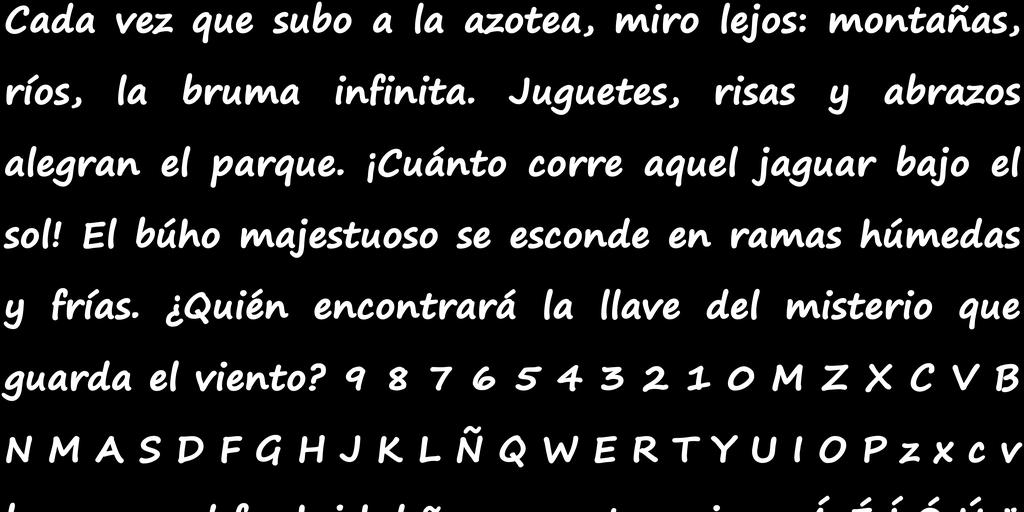 Cada vez que subo a la azotea, miro lejos: montañas,
ríos, la bruma infinita. Juguetes, risas y abrazos
alegran el parque. ¡Cuánto corre aquel jaguar bajo el
sol! El búho majestuoso se esconde en ramas húmedas
y frías. ¿Quién encontrará la llave del misterio que
guarda el viento? 9 8 7 6 5 4 3 2 1 0 M Z X C V B
N M A S D F G H J K L Ñ Q W E R T Y U I O P z x c v